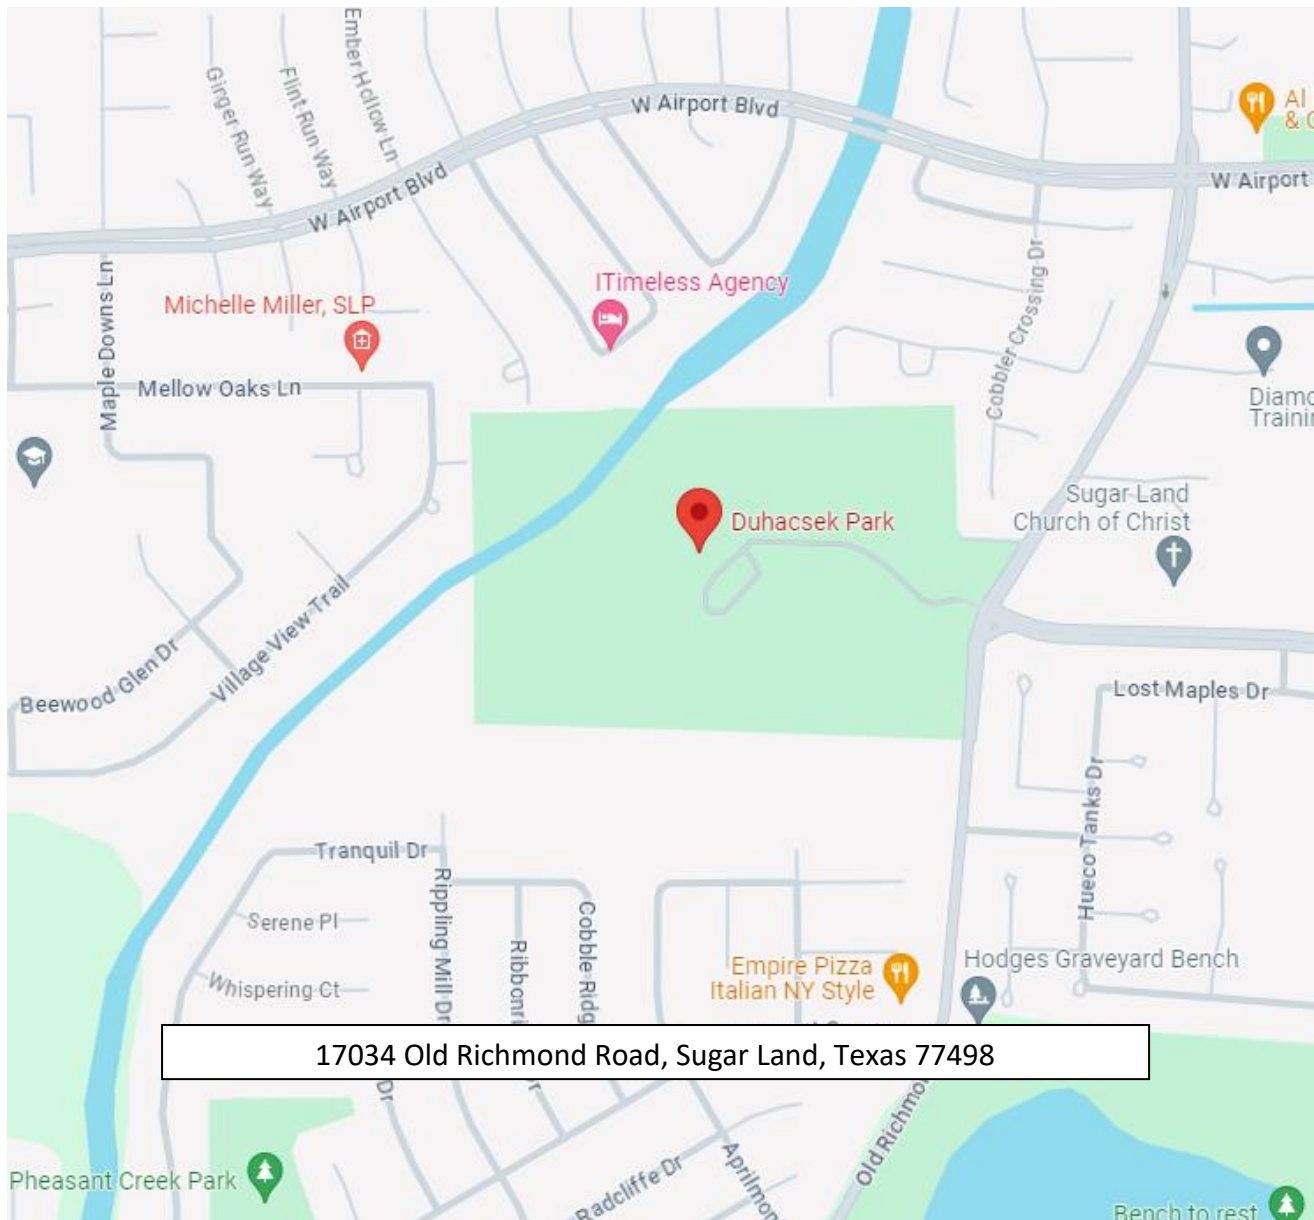 Ember Hollow Ln
Flint Run Way
Ginger Run Way
W Airport Blvd
Al
& 
W Airport Blvd
W Airport
Cobbler Crossing Dr
ITimeless Agency
Michelle Miller, SLP
Maple Downs Ln
Mellow Oaks Ln
Diamo
Trainin
Sugar Land
Church of Christ
Duhacsek Park
Village View Trail
Beewood Glen Dr
Lost Maples Dr
Hueco Tanks Dr
Tranquil Dr
Rippling Mill Dr
Serene Pl
Cobble Ridg
Ribbonri
Whispering Ct
Empire Pizza
Italian NY Style
Hodges Graveyard Bench
17034 Old Richmond Road, Sugar Land, Texas 77498
Dr
Old Richmo
Aprilmon
Radcliffe Dr
Pheasant Creek Park
Bench to rest